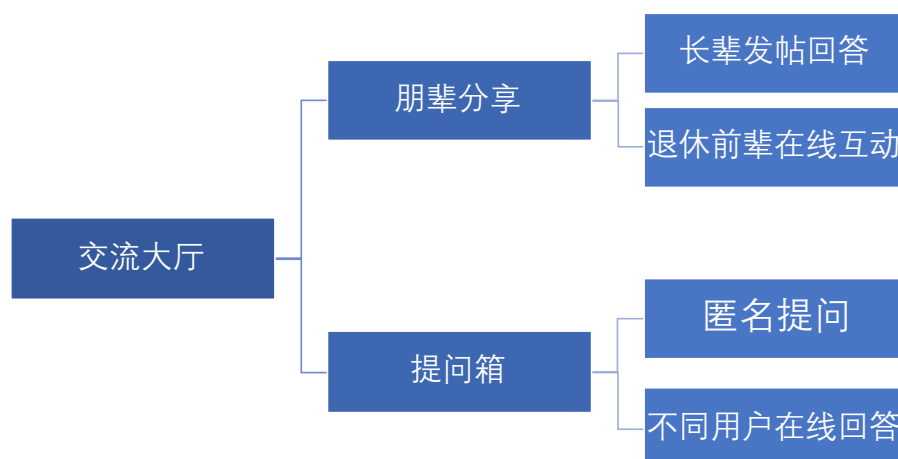 交流大厅
朋辈分享
长辈发帖回答
退休前辈在线互动
提问箱
匿名提问
不同用户在线回答